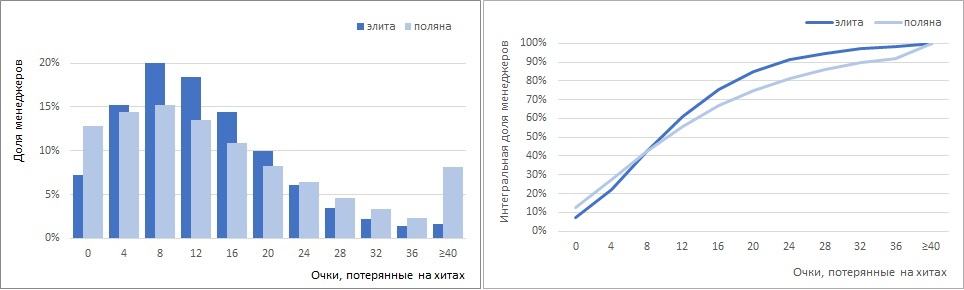 элита поляна
Доля менеджеров
20%
15%
10%
5%
0%
0 4 8 12 16 20 24 28 32 36 ≥40
Очки, потерянные на хитах
элита поляна
Интегральная доля менеджеров
100%
90%
80%
70%
60%
50%
40%
30%
20%
10%
0%
0 4 8 12 16 20 24 28 32 36 ≥40
Очки, потерянные на хитах